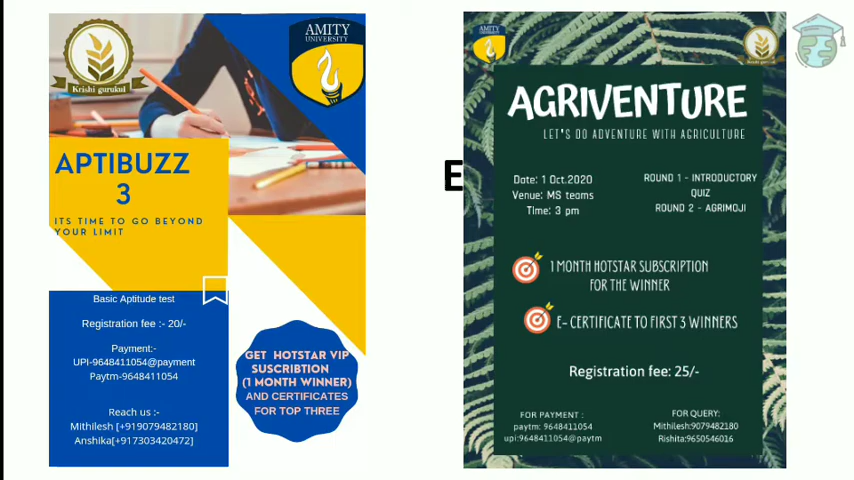 Krishi gurukul
AMITY
UNIVERSITY
APTIBUZZ
3
ITS TIME TO GO BEYOND
YOUR LIMIT
Basic Aptitude test
Registration fee :- 20/-
Payment:-
UPI-9648411054@payment
Paytm-9648411054
Reach us :-
Mithilesh [+919079482180]
Anshika[+917303420472]
GET HOTSTAR VIP
SUSCRIBTION
(1 MONTH WINNER)
AND CERTIFICATES
FOR TOP THREE
E
AGRIVENTURE
LET'S DO ADVENTURE WITH AGRICULTURE
Date: 1 Oct.2020
Venue: MS teams
Time: 3 pm
ROUND 1 - INTRODUCTORY
QUIZ
ROUND 2 - AGRIMOJI
1 MONTH HOTSTAR SUBSCRIPTION
FOR THE WINNER
E- CERTIFICATE TO FIRST 3 WINNERS
Registration fee: 25/-
FOR PAYMENT :
paytm: 9648411054
upi:9648411054@paytm
FOR QUERY:
Mithilesh:9079482180
Rishita:9650546016